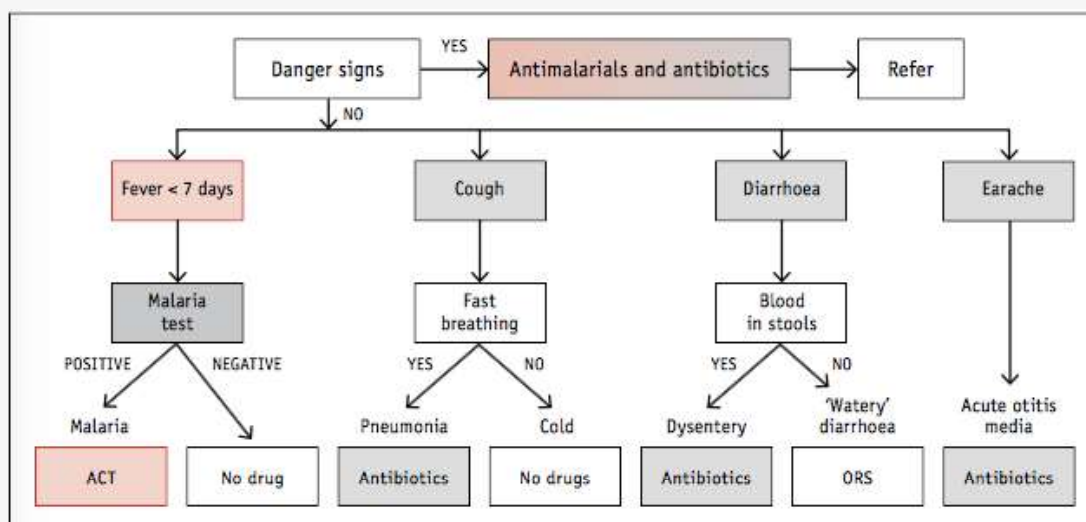 YES
Danger signs
Antimalarials and antibiotics
Refer
NO
Fever < 7 days
Cough
Diarrhoea
Earache
Malaria
test
Fast
breathing
Blood
in stools
POSITIVE
NEGATIVE
YES
NO
YES
NO
Malaria
Pneumonia
Cold
Dysentery
'Watery'
diarrhoea
Acute otitis
media
ACT
No drug
Antibiotics
No drugs
Antibiotics
ORS
Antibiotics